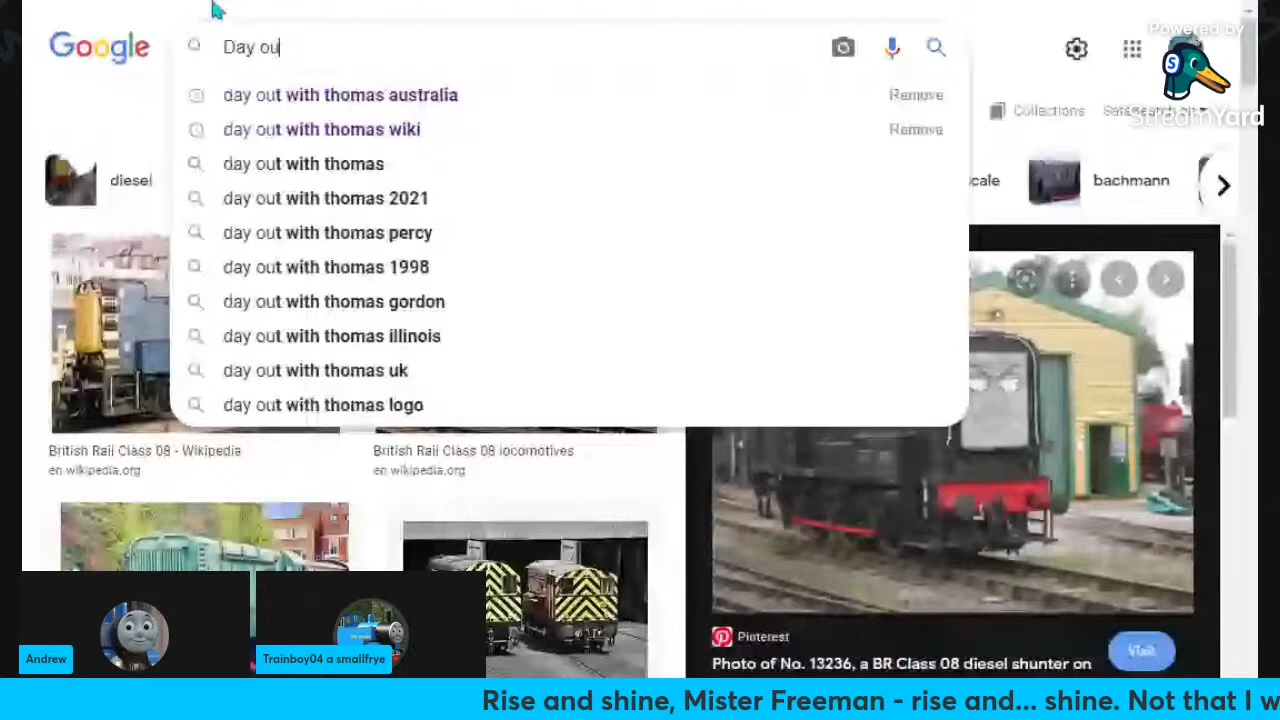 Powered by
StreamYard
Google
Day ou
day out with thomas australia
Remove
day out with thomas wiki
Remove
day out with thomas
day out with thomas 2021
day out with thomas percy
day out with thomas 1998
day out with thomas gordon
day out with thomas illinois
day out with thomas uk
day out with thomas logo
Collections
diesel
scale
bachmann
British Rail Class 08 - Wikipedia
en.wikipedia.org
British Rail Class 08 locomotives
en.wikipedia.org
Pinterest
Photo of No. 13236, a BR Class 08 diesel shunter on
Visit
Andrew
Trainboy04 a smallfrye
Rise and shine, Mister Freeman - rise and... shine. Not that I w